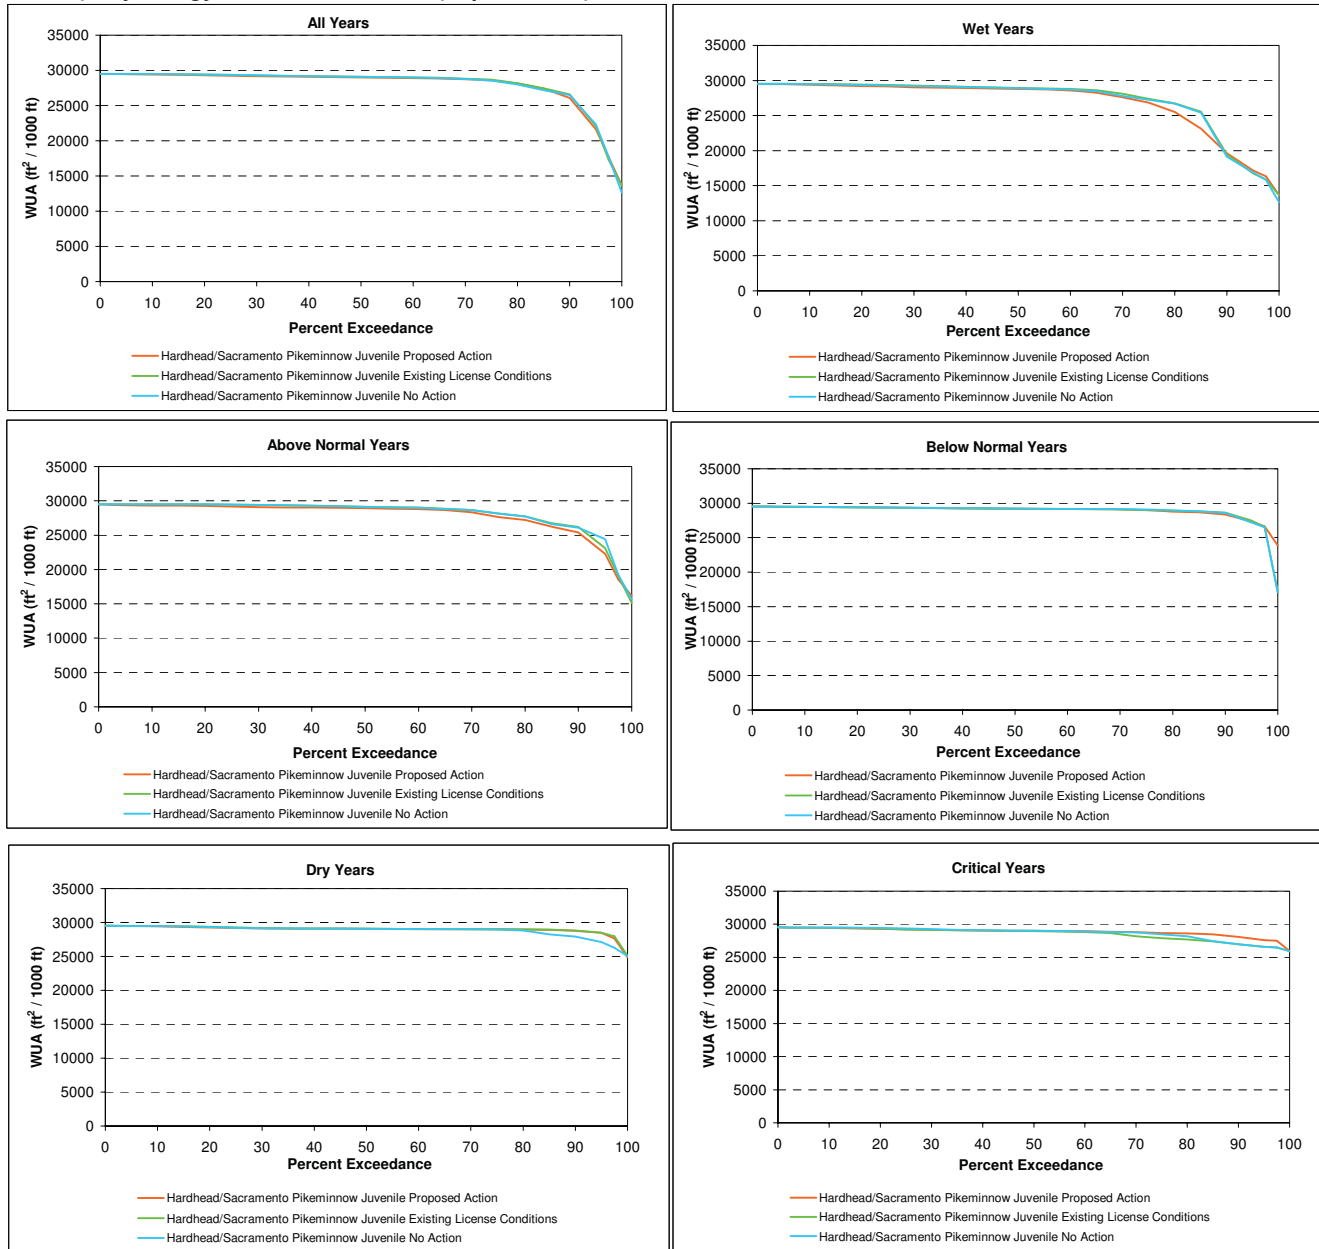 All Years
35000
30000
25000
20000
15000
10000
5000
0
WUA (ft² / 1000 ft)
0 10 20 30 40 50 60 70 80 90 100
Percent Exceedance
Hardhead/Sacramento Pikeminnow Juvenile Proposed Action
Hardhead/Sacramento Pikeminnow Juvenile Existing License Conditions
Hardhead/Sacramento Pikeminnow Juvenile No Action
Wet Years
35000
30000
25000
20000
15000
10000
5000
0
WUA (ft² / 1000 ft)
0 10 20 30 40 50 60 70 80 90 100
Percent Exceedance
Hardhead/Sacramento Pikeminnow Juvenile Proposed Action
Hardhead/Sacramento Pikeminnow Juvenile Existing License Conditions
Hardhead/Sacramento Pikeminnow Juvenile No Action
Above Normal Years
35000
30000
25000
20000
15000
10000
5000
0
WUA (ft² / 1000 ft)
0 10 20 30 40 50 60 70 80 90 100
Percent Exceedance
Hardhead/Sacramento Pikeminnow Juvenile Proposed Action
Hardhead/Sacramento Pikeminnow Juvenile Existing License Conditions
Hardhead/Sacramento Pikeminnow Juvenile No Action
Below Normal Years
35000
30000
25000
20000
15000
10000
5000
0
WUA (ft² / 1000 ft)
0 10 20 30 40 50 60 70 80 90 100
Percent Exceedance
Hardhead/Sacramento Pikeminnow Juvenile Proposed Action
Hardhead/Sacramento Pikeminnow Juvenile Existing License Conditions
Hardhead/Sacramento Pikeminnow Juvenile No Action
Dry Years
35000
30000
25000
20000
15000
10000
5000
0
WUA (ft² / 1000 ft)
0 10 20 30 40 50 60 70 80 90 100
Percent Exceedance
Hardhead/Sacramento Pikeminnow Juvenile Proposed Action
Hardhead/Sacramento Pikeminnow Juvenile Existing License Conditions
Hardhead/Sacramento Pikeminnow Juvenile No Action
Critical Years
35000
30000
25000
20000
15000
10000
5000
0
WUA (ft² / 1000 ft)
0 10 20 30 40 50 60 70 80 90 100
Percent Exceedance
Hardhead/Sacramento Pikeminnow Juvenile Proposed Action
Hardhead/Sacramento Pikeminnow Juvenile Existing License Conditions
Hardhead/Sacramento Pikeminnow Juvenile No Action